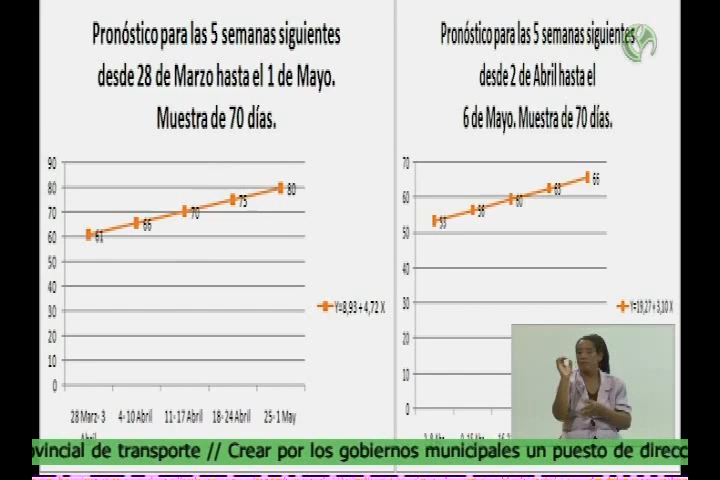 Pronóstico para las 5 semanas siguientes
desde 28 de Marzo hasta el 1 de Mayo.
Muestra de 70 días.
90
80
70
60
50
40
30
20
10
0
61
66
70
75
80
Y=8,93 + 4,72 X
28 Marz- 3
Abril
4- 10 Abril
11- 17 Abril
18- 24 Abril
25- 1 May
Pronóstico para las 5 semanas siguientes
desde 2 de Abril hasta el
6 de Mayo. Muestra de 70 días.
70
60
50
40
30
20
10
0
53
56
60
63
66
Y=19,27 + 3,10 X
vincial de transporte // Crear por los gobiernos municipales un puesto de direcc